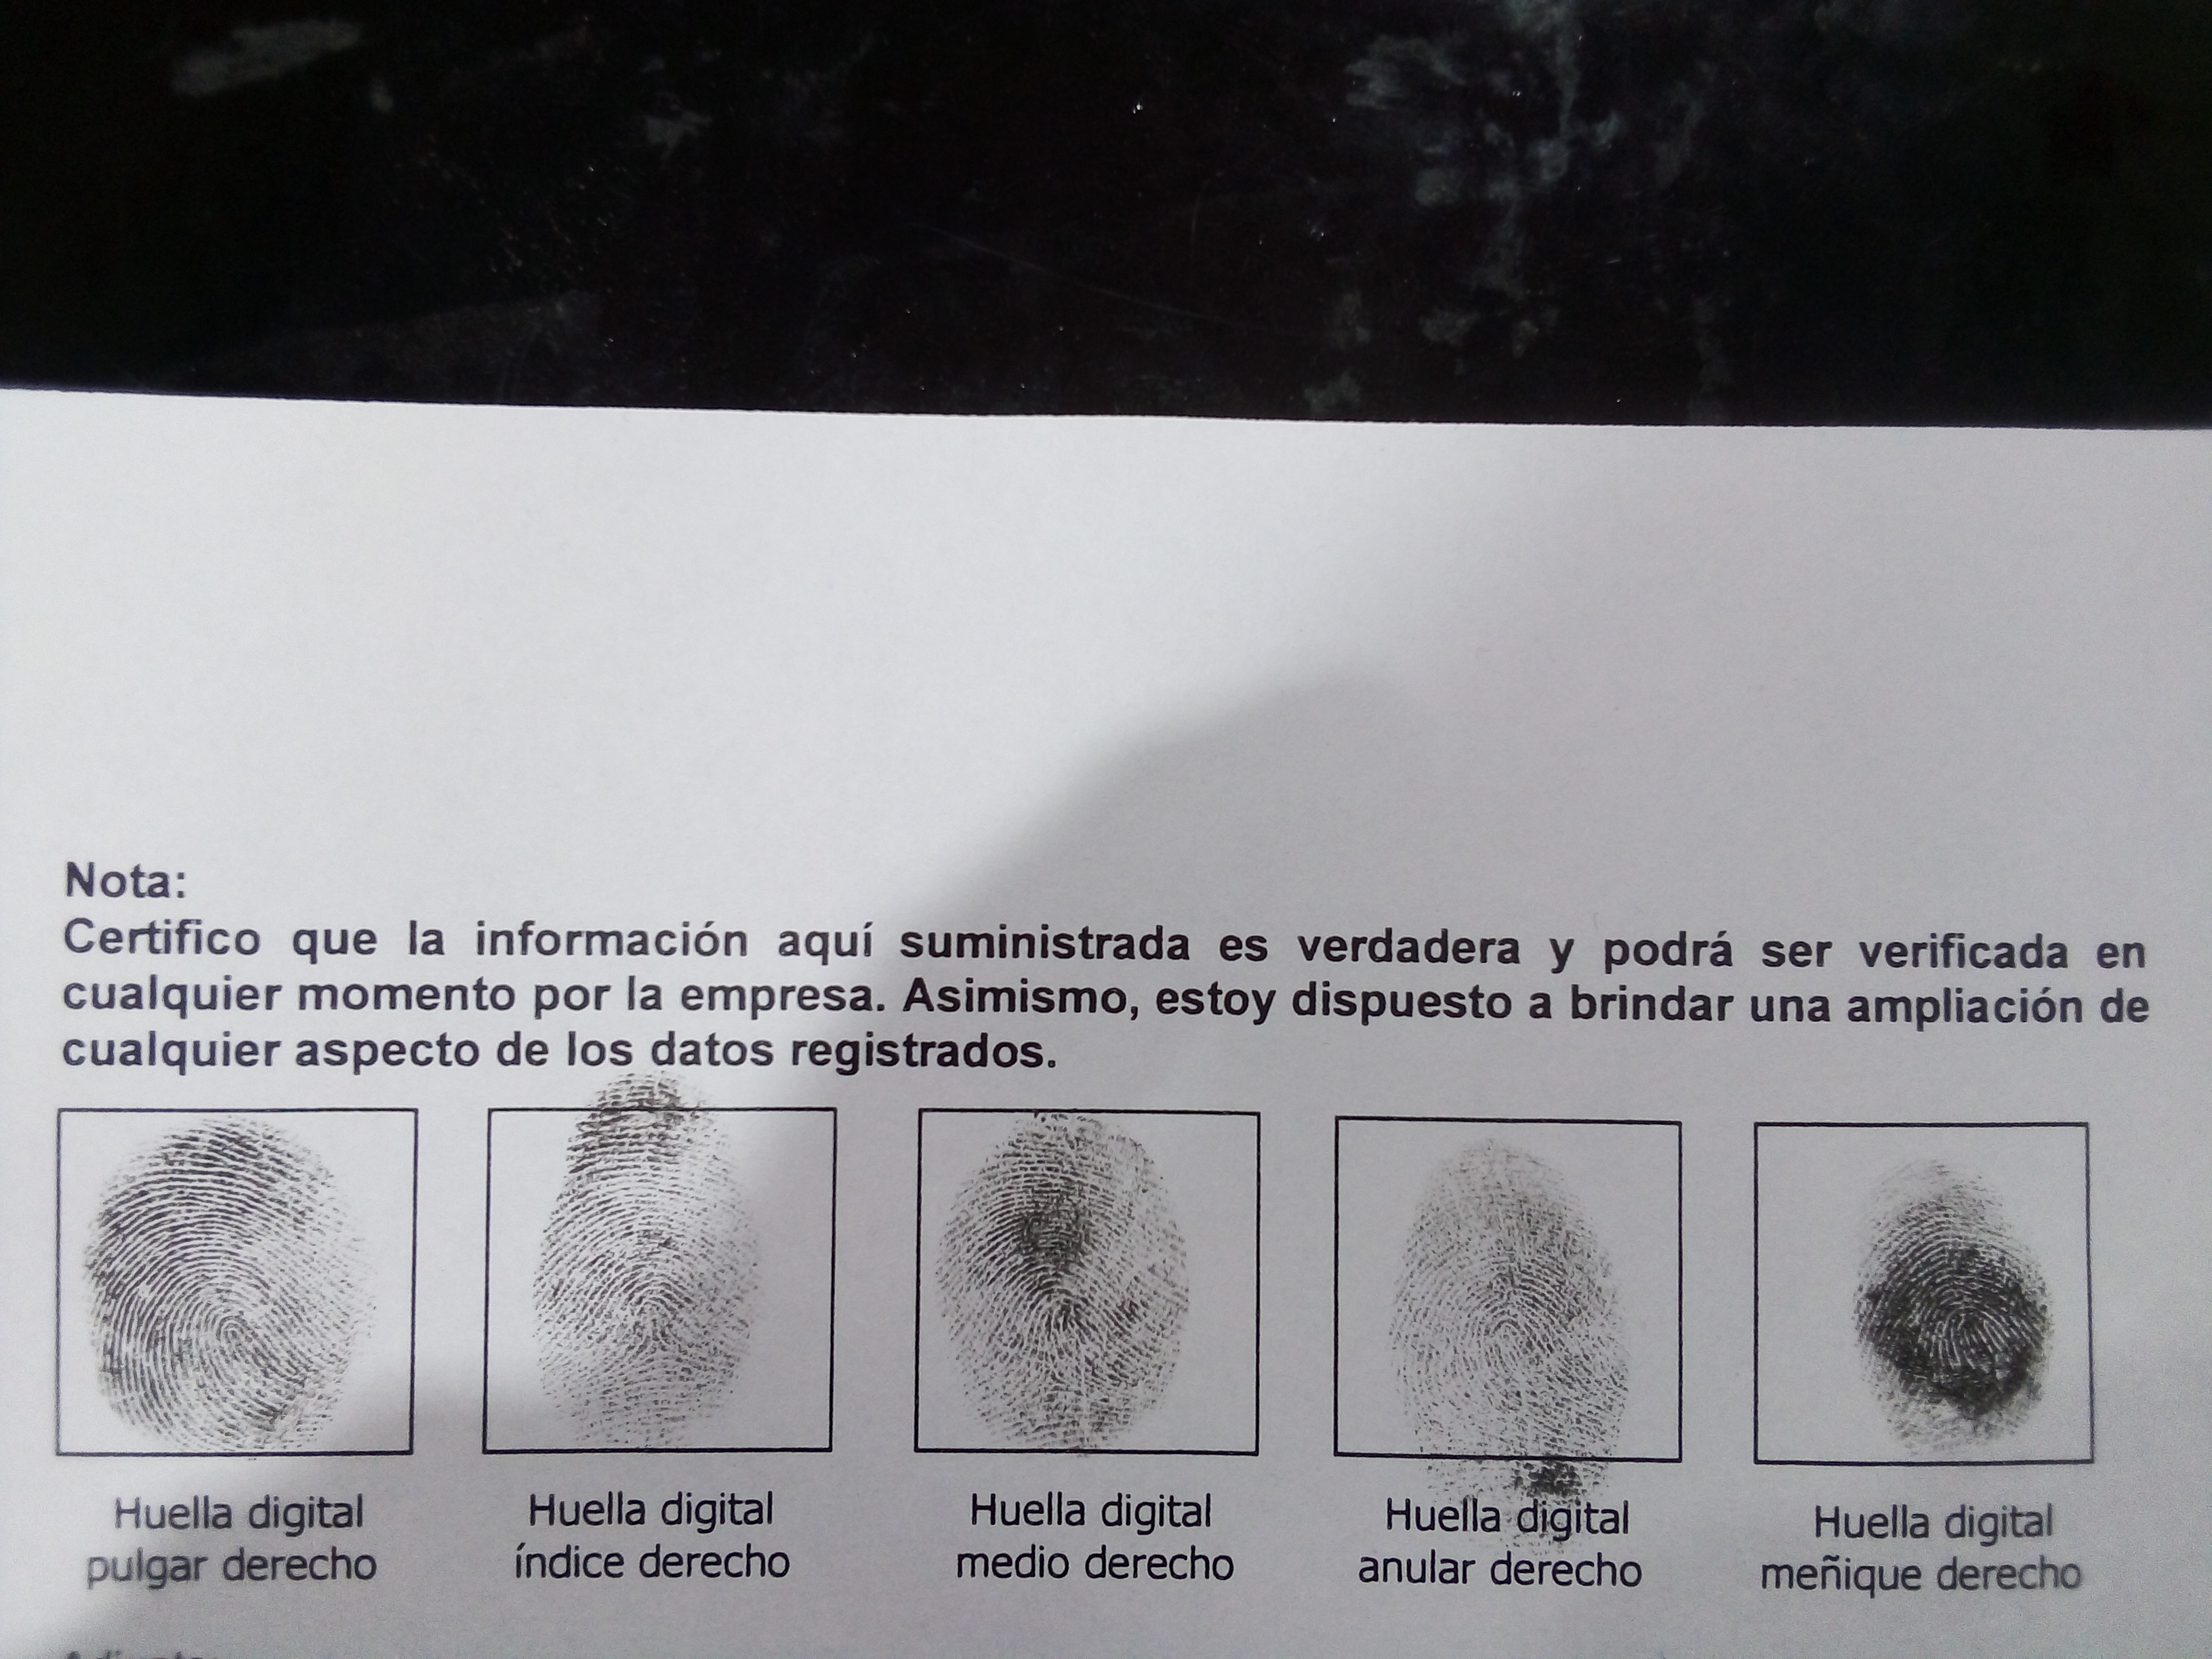 Nota:
Certifico que la información aquí suministrada es verdadera y podrá ser verificada en
cualquier momento por la empresa. Asimismo, estoy dispuesto a brindar una ampliación de
cualquier aspecto de los datos registrados.
Huella digital
pulgar derecho
Huella digital
índice derecho
Huella digital
medio derecho
Huella digital
anular derecho
Huella digital
meñique derecho